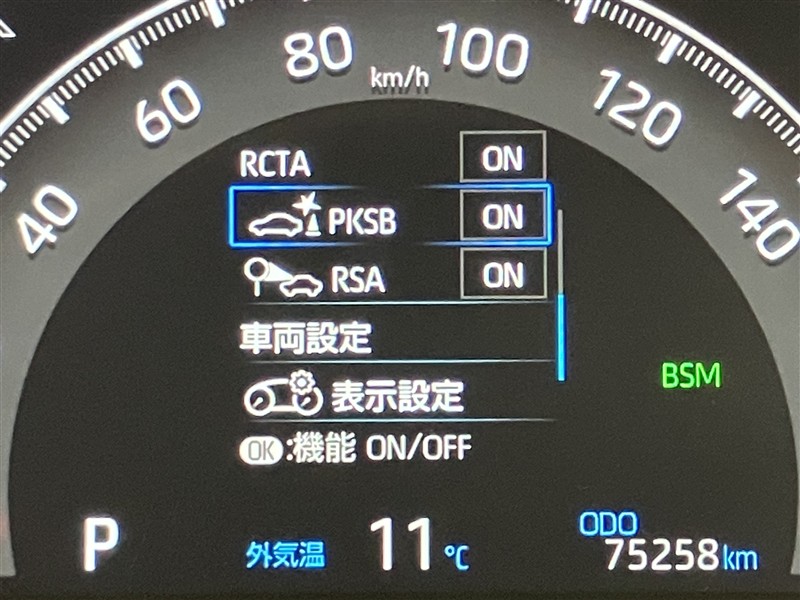 40
60
80
km/h
100
120
140
RCTA ON
PKSB ON
RSA ON
車両設定
表示設定
OK:機能 ON/OFF
BSM
P
外気温 11℃
ODO
75258km